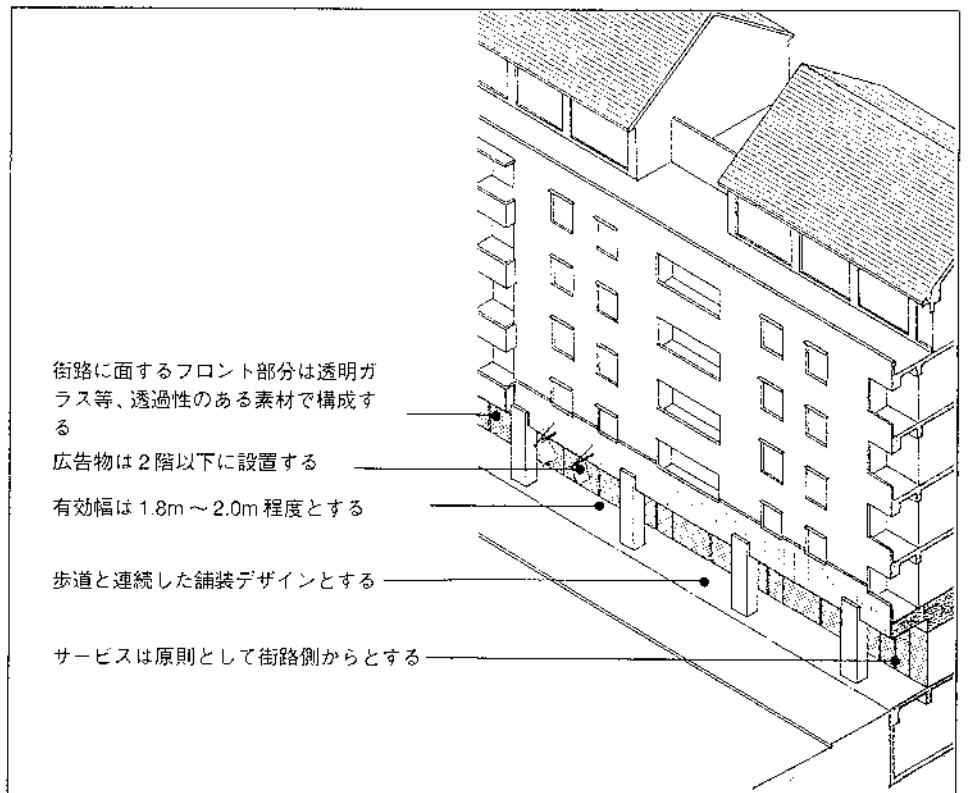 街路に面するフロント部分は透明ガ
ラス等、透過性のある素材で構成す
る
広告物は2階以下に設置する
有効幅は1.8m～2.0m程度とする
歩道と連続した舗装デザインとする
サービスは原則として街路側からとする